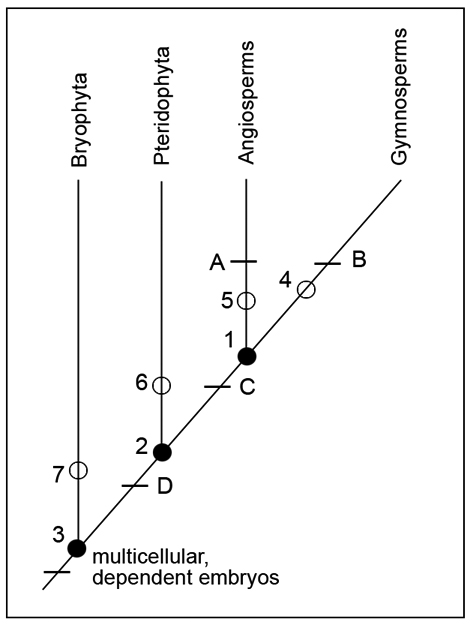 Bryophyta
Pteridophyta
Angiosperms
Gymnosperms
A
B
4
5
1
C
6
2
D
7
3
multicellular,
dependent embryos